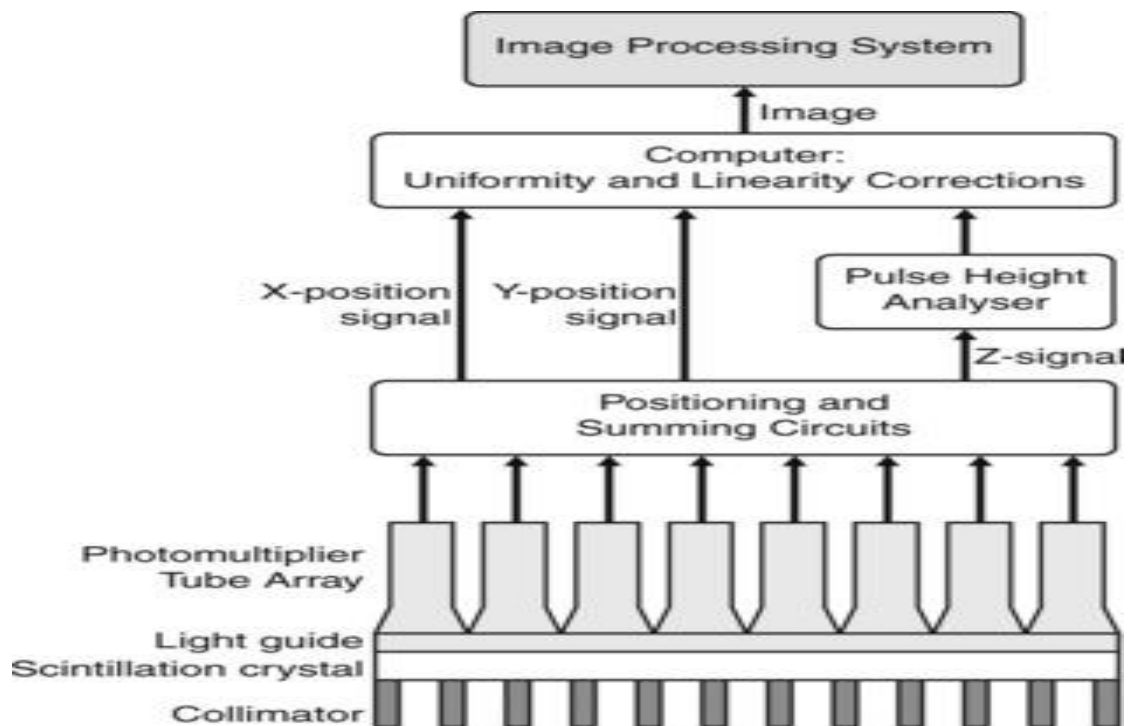 Image Processing System
Image
Computer:
Uniformity and Linearity Corrections
X-position
signal
Y-position
signal
Pulse Height
Analyser
Z-signal
Positioning and
Summing Circuits
Photomultiplier
Tube Array
Light guide
Scintillation crystal
Collimator